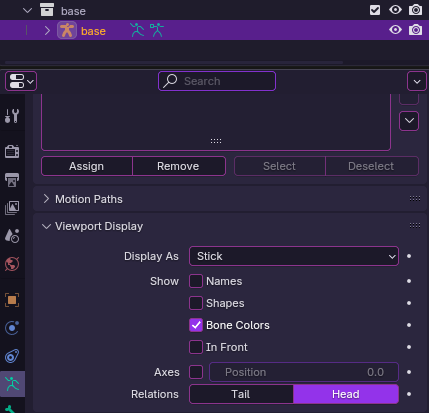 base
base
Search
Assign Remove Select Deselect
Motion Paths
Viewport Display
Display As Stick
Show Names
Shapes
Bone Colors
In Front
Axes Position 0.0
Relations Tail Head